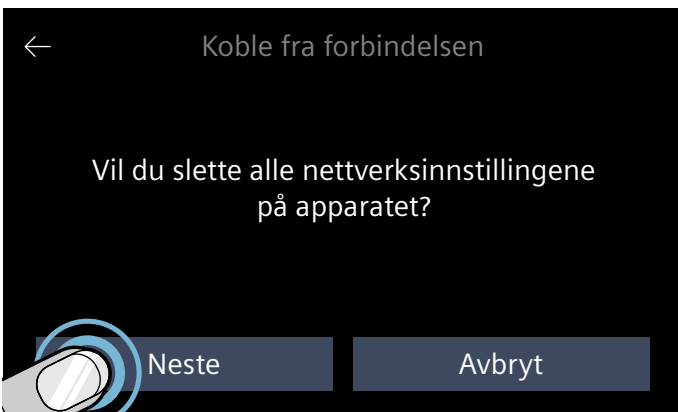 Koble fra forbindelsen
Vil du slette alle nettverksinnstillingene
på apparatet?
Neste
Avbryt